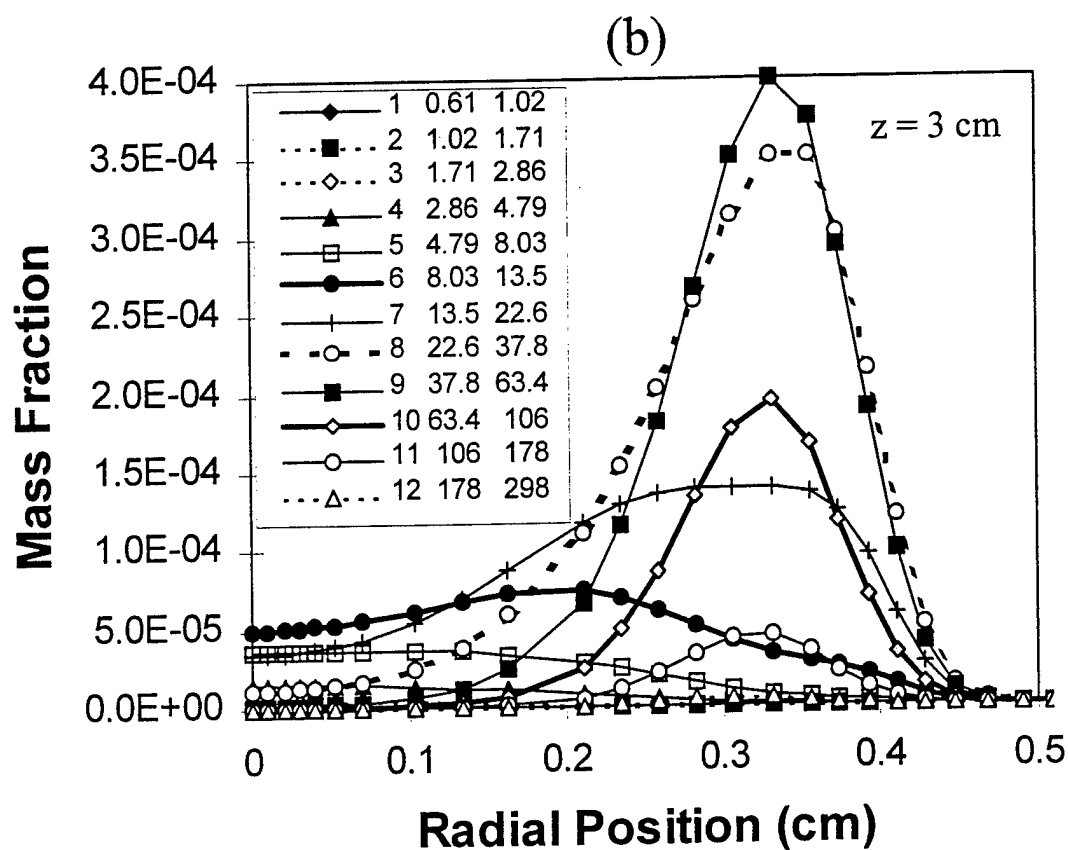 (b)
4.0E-04
3.5E-04
3.0E-04
2.5E-04
2.0E-04
1.5E-04
1.0E-04
5.0E-05
0.0E+00
Mass Fraction
1 0.61 1.02
2 1.02 1.71
3 1.71 2.86
4 2.86 4.79
5 4.79 8.03
6 8.03 13.5
7 13.5 22.6
8 22.6 37.8
9 37.8 63.4
10 63.4 106
11 106 178
12 178 298
z = 3 cm
0 0.1 0.2 0.3 0.4 0.5
Radial Position (cm)